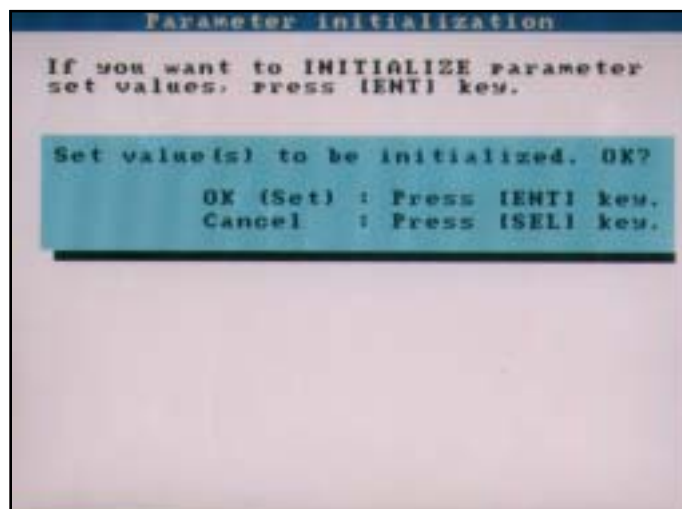 Parameter initialization
If you want to INITIALIZE parameter
set values, press [ENT] key.
Set value(s) to be initialized. OK?
OK (Set) : Press [ENT] key.
Cancel : Press [SEL] key.